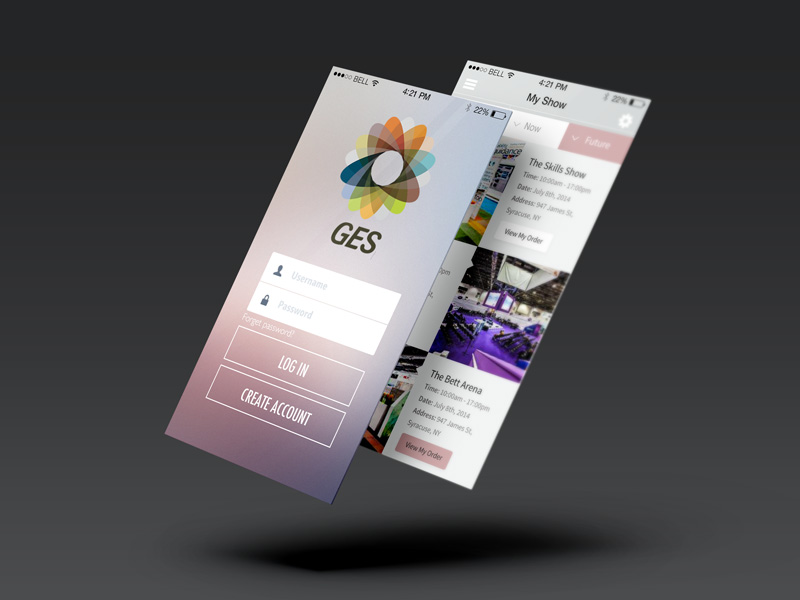 BELL
4:21 PM
22%
GES
Username
Password
Forget password?
LOG IN
CREATE ACCOUNT
BELL
4:21 PM
22%
My Show
Now
Future
The Skills Show
Time: 10:00am - 17:00pm
Date: July 8th, 2014
Address: 947 James St,
Syracuse, NY
View My Order
The Bett Arena
Time: 10:00am - 17:00pm
Date: July 8th, 2014
Address: 947 James St,
Syracuse, NY
View My Order